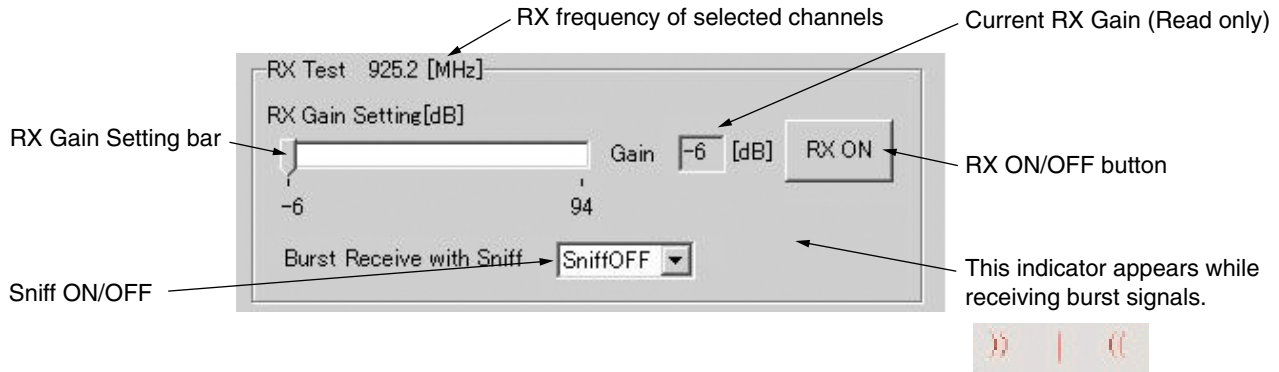 RX frequency of selected channels
Current RX Gain (Read only)
RX Test 925.2 [MHz]
RX Gain Setting[dB]
RX Gain Setting bar
Gain -6 [dB] RX ON
RX ON/OFF button
-6 94
Burst Receive with Sniff SniffOFF
Sniff ON/OFF
This indicator appears while
receiving burst signals.